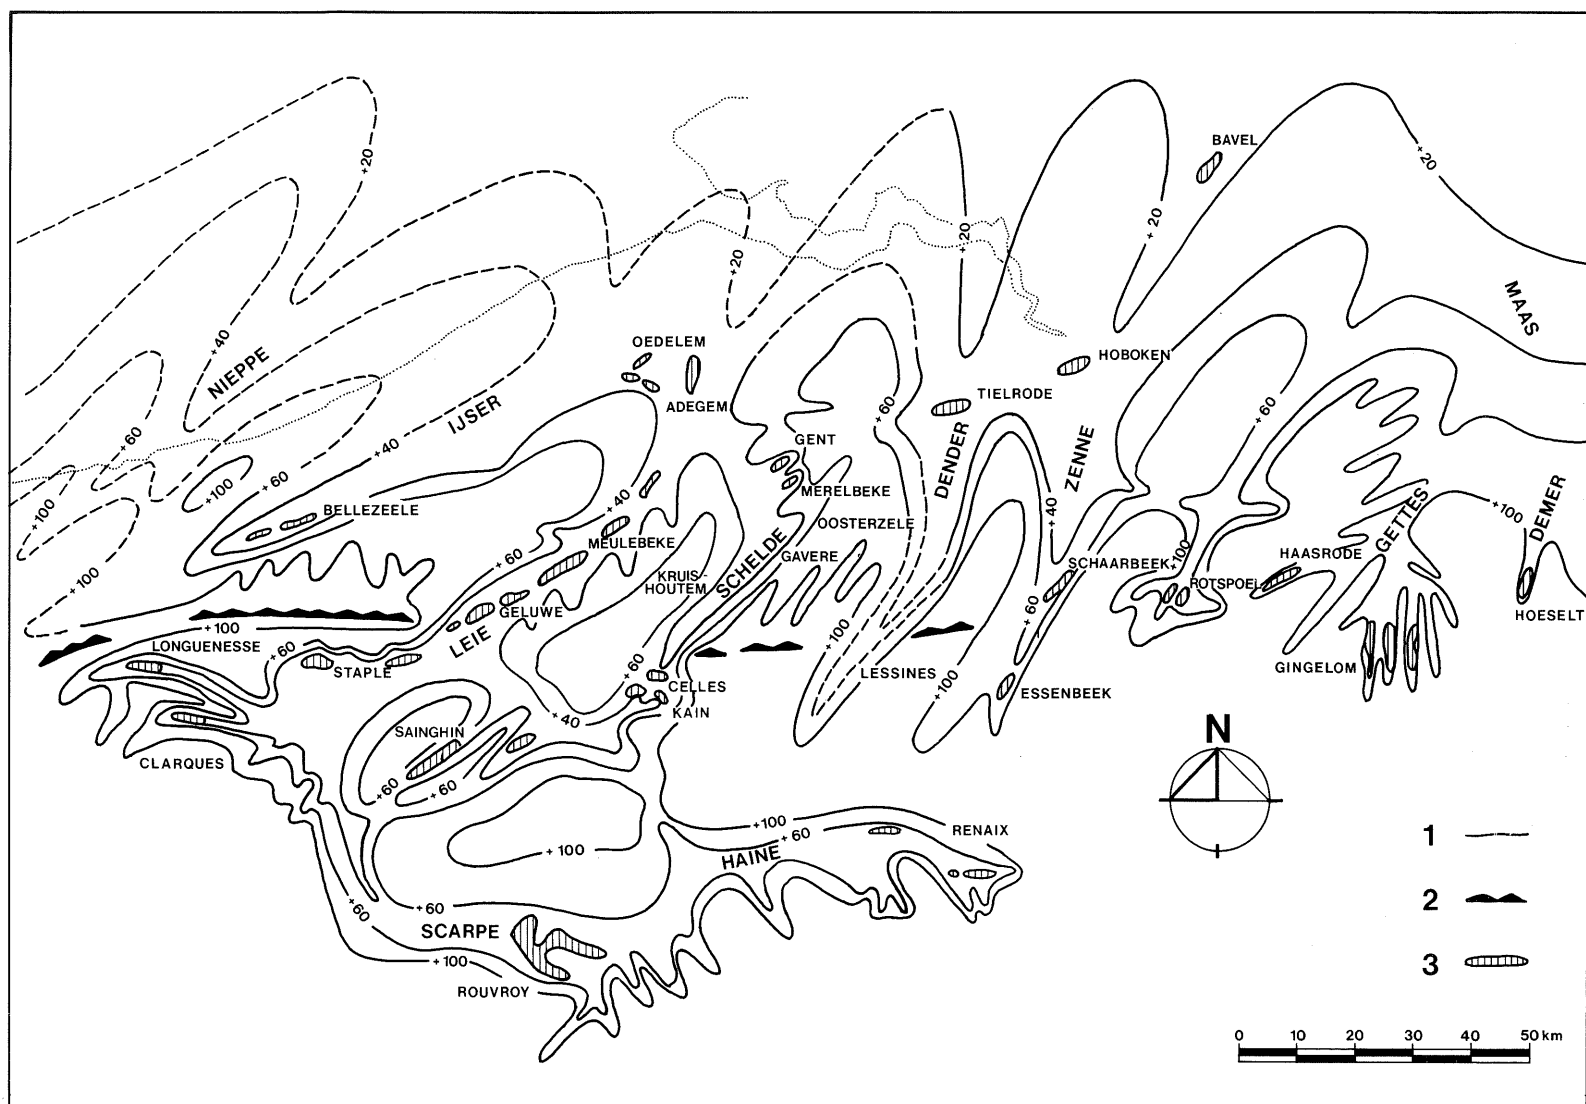 BAVEL
+20
+20
+20
+20
+20
+20
MAAS
+40
NIEPPE
OEDELEM
HOBOKEN
ADEGEM
TIELRODE
IJSER
+40
+60
+60
+60
+60
GENT
DENDER
ZENNE
+100
+60
+100
BELLEZEELE
+40
MERELBEKE
OOSTERZELE
+40
GETTES
+100
DEMER
MEULEBEKE
+60
KRUIS-
HOUTEM
SCHELDE
GAVERE
SCHAARBEEK
+100
ROTSPOEL
HAASRODE
+100
GELUWE
LEIE
+60
HOESELT
+100
LONGUENESSE
+60
STAPLE
+60
+100
CELLES
LESSINES
+100
GINGELOM
KAIN
ESSENBEEK
+40
SAINGHIN
N
CLARQUES
+60
+60
+100
+60
RENAIX
+100
HAINE
1
+60
+60
SCARPE
2
+100
ROUVROY
3
0 10 20 30 40 50 km